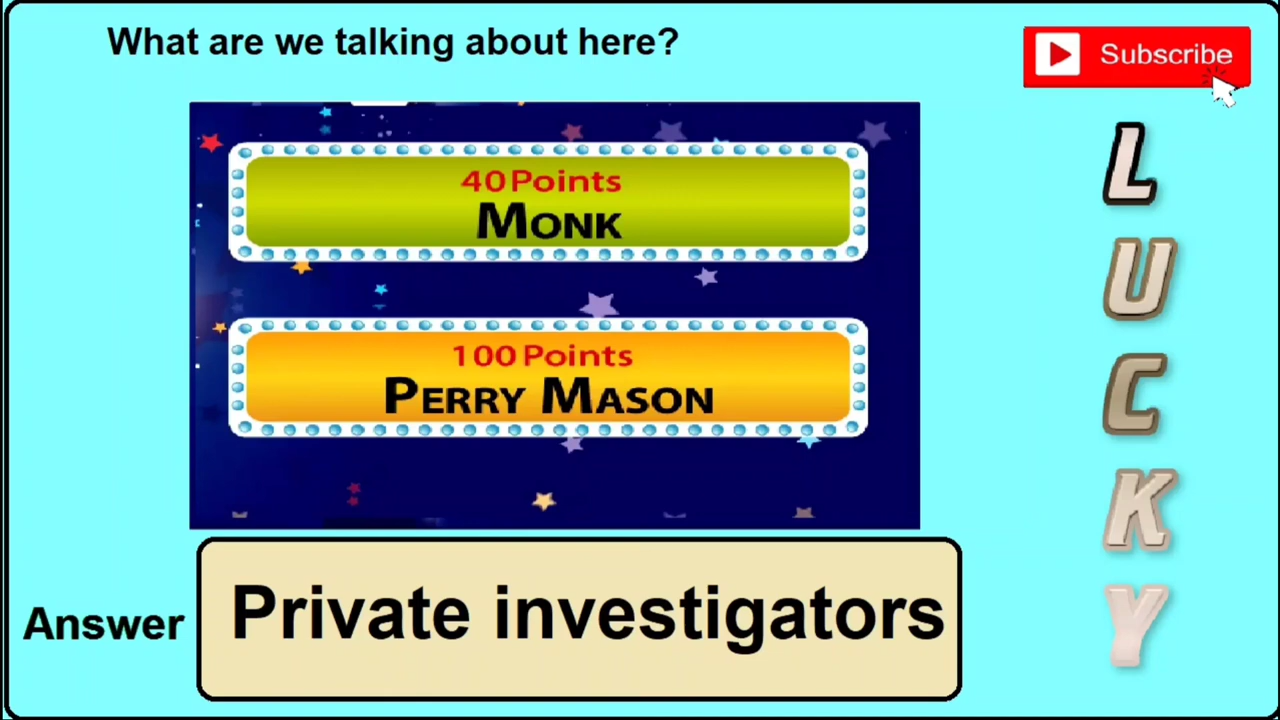 What are we talking about here?
Subscribe
40 Points
MONK
100 Points
PERRY MASON
Answer
Private investigators
L
U
C
K
Y